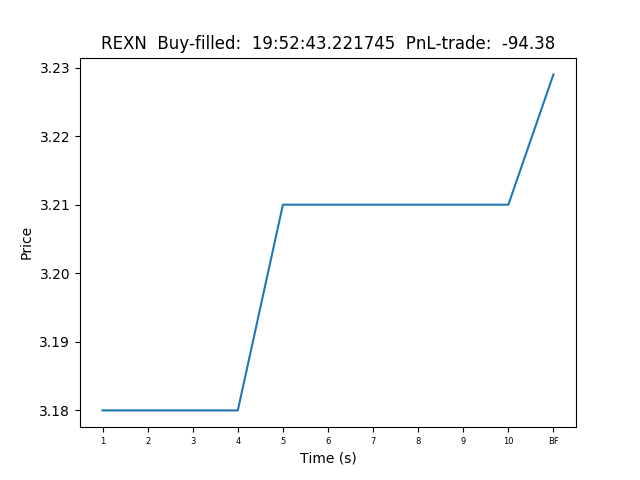 REXN  Buy-filled:  19:52:43.221745  PnL-trade:  -94.38
3.23
3.22
3.21
3.20
3.19
3.18
Price
1 2 3 4 5 6 7 8 9 10 BF
Time (s)